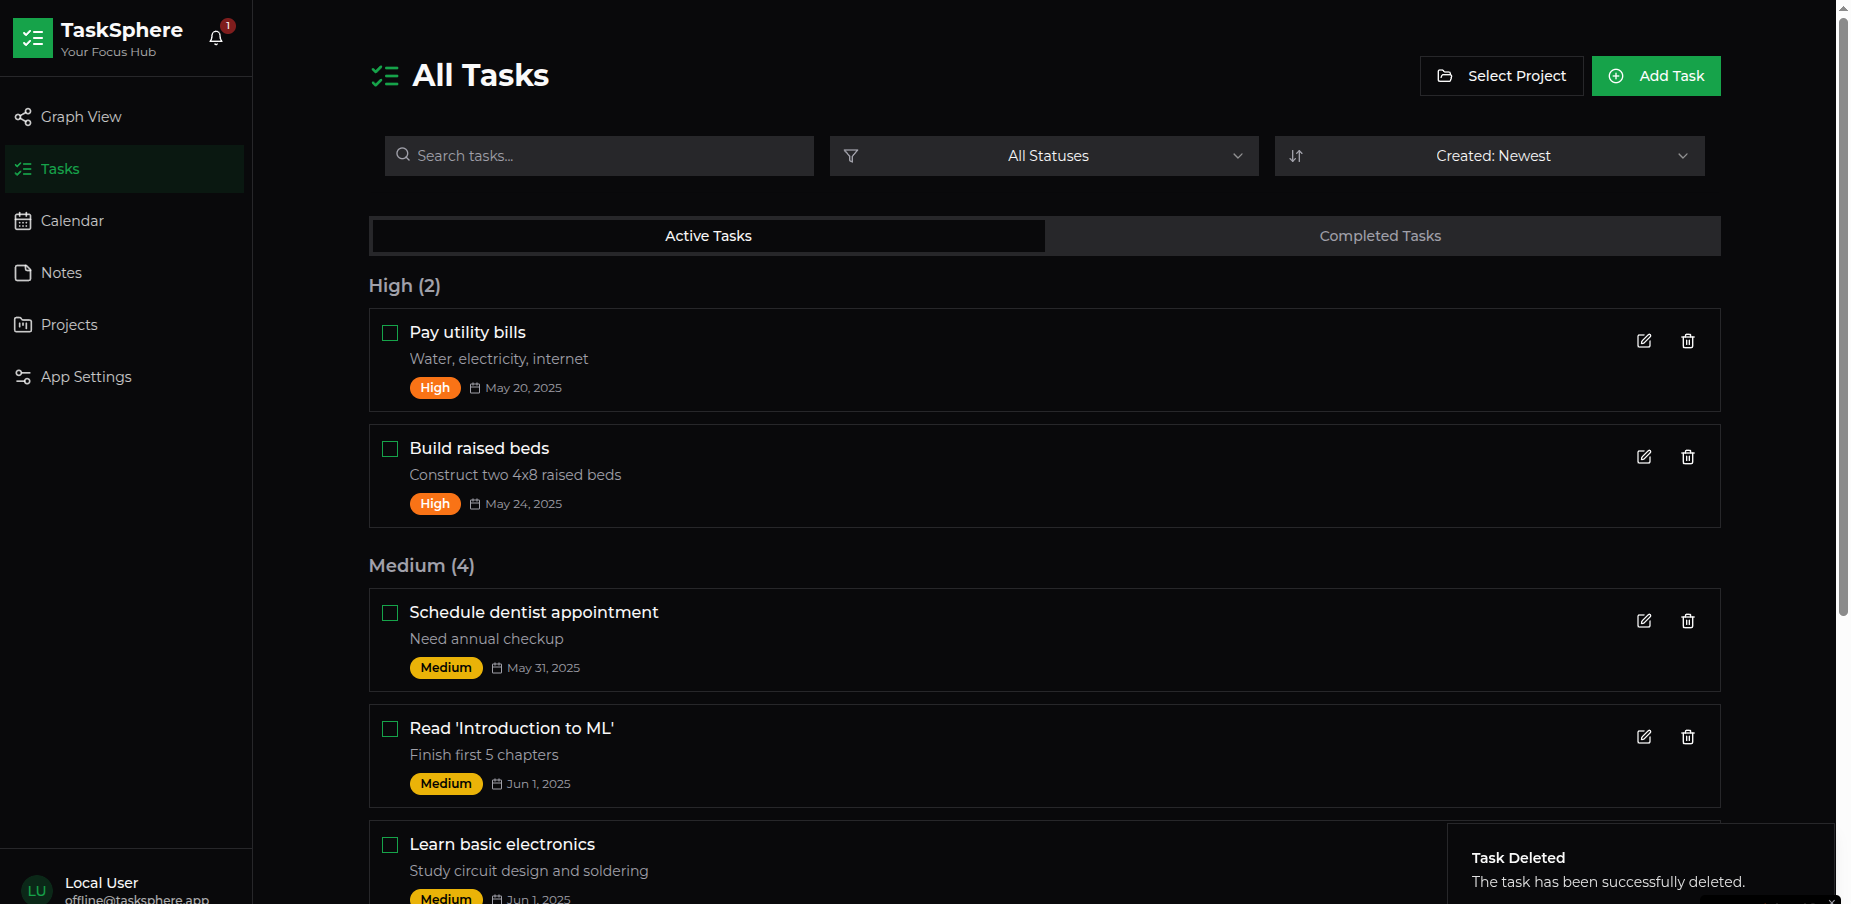 TaskSphere
Your Focus Hub
1
Graph View
Tasks
Calendar
Notes
Projects
App Settings
LU
Local User
offline@tasksphere.app
All Tasks
Select Project
Add Task
Search tasks...
All Statuses
Created: Newest
Active Tasks
Completed Tasks
High (2)
Pay utility bills
Water, electricity, internet
High
May 20, 2025
Build raised beds
Construct two 4x8 raised beds
High
May 24, 2025
Medium (4)
Schedule dentist appointment
Need annual checkup
Medium
May 31, 2025
Read 'Introduction to ML'
Finish first 5 chapters
Medium
Jun 1, 2025
Learn basic electronics
Study circuit design and soldering
Medium
Jun 1, 2025
Task Deleted
The task has been successfully deleted.